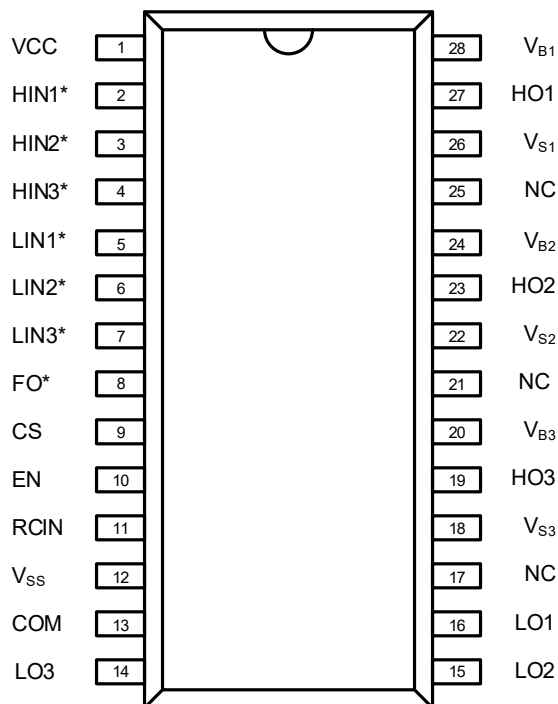 VCC 1 28 VB1
HIN1* 2 27 HO1
HIN2* 3 26 VS1
HIN3* 4 25 NC
LIN1* 5 24 VB2
LIN2* 6 23 HO2
LIN3* 7 22 VS2
FO* 8 21 NC
CS 9 20 VB3
EN 10 19 HO3
RCIN 11 18 VS3
VSS 12 17 NC
COM 13 16 LO1
LO3 14 15 LO2